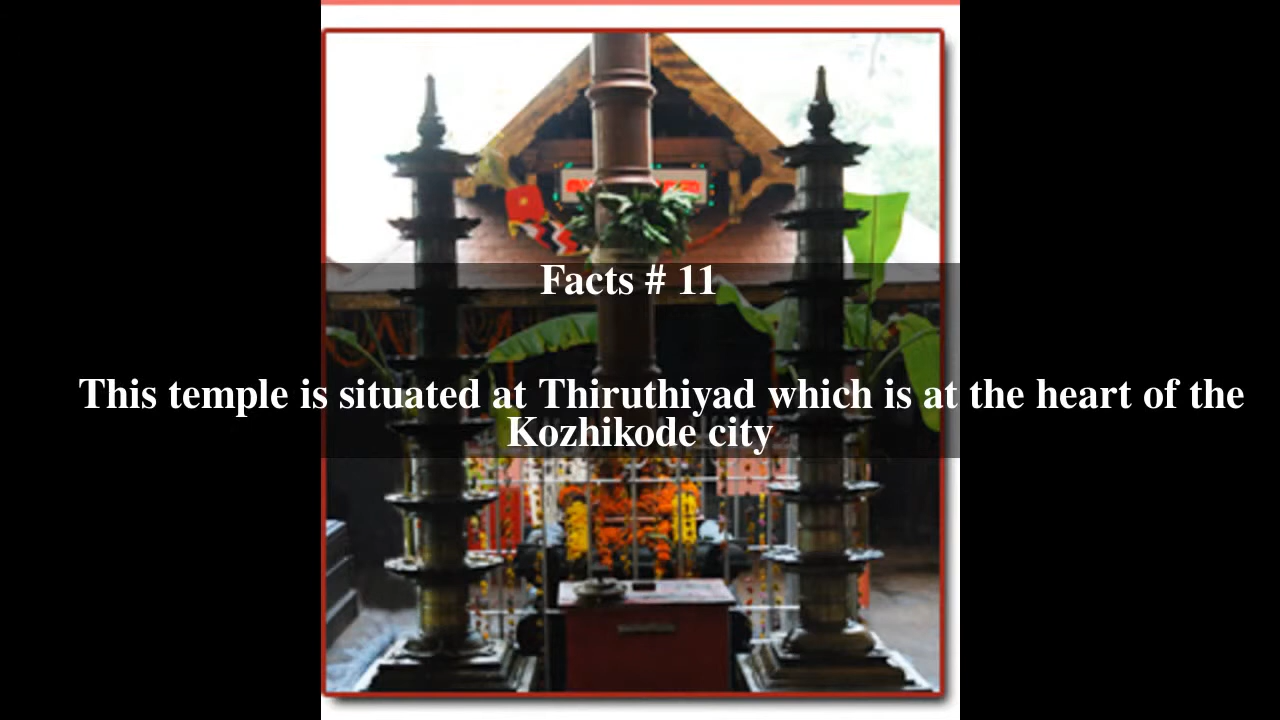 Facts # 11
This temple is situated at Thiruthiyad which is at the heart of the
Kozhikode city